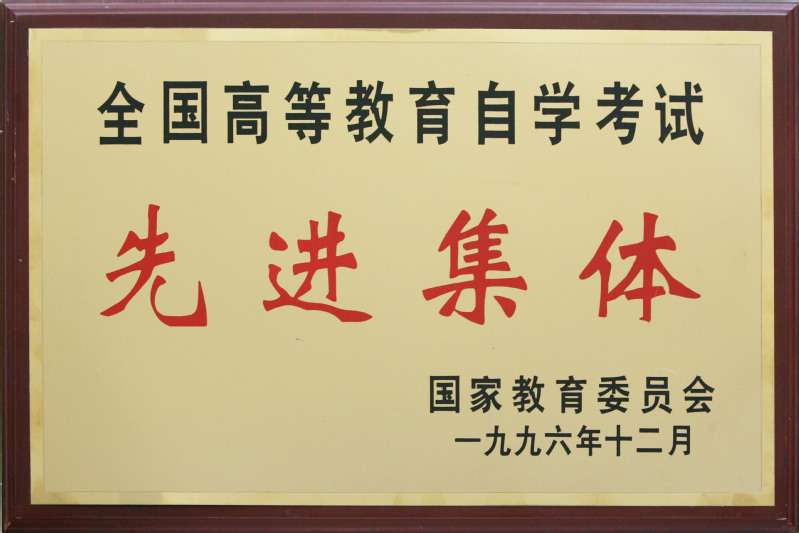 全国高等教育自学考试
先进集体
国家教育委员会
一九九六年十二月